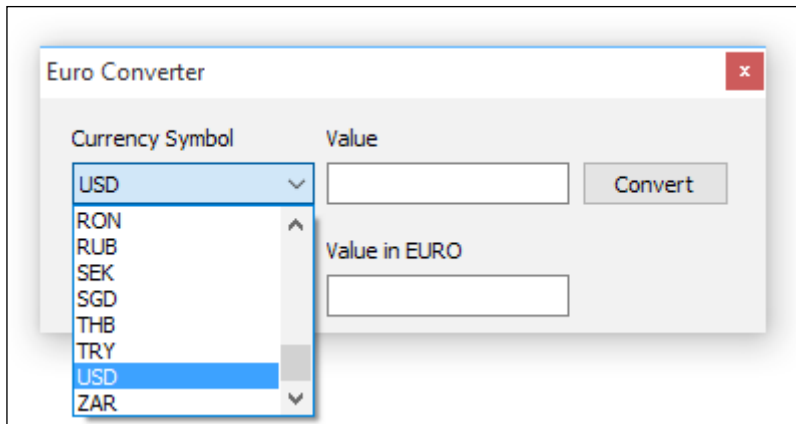 Euro Converter x
Currency Symbol Value
USD Convert
RON
RUB Value in EURO
SEK
SGD
THB
TRY
USD
ZAR